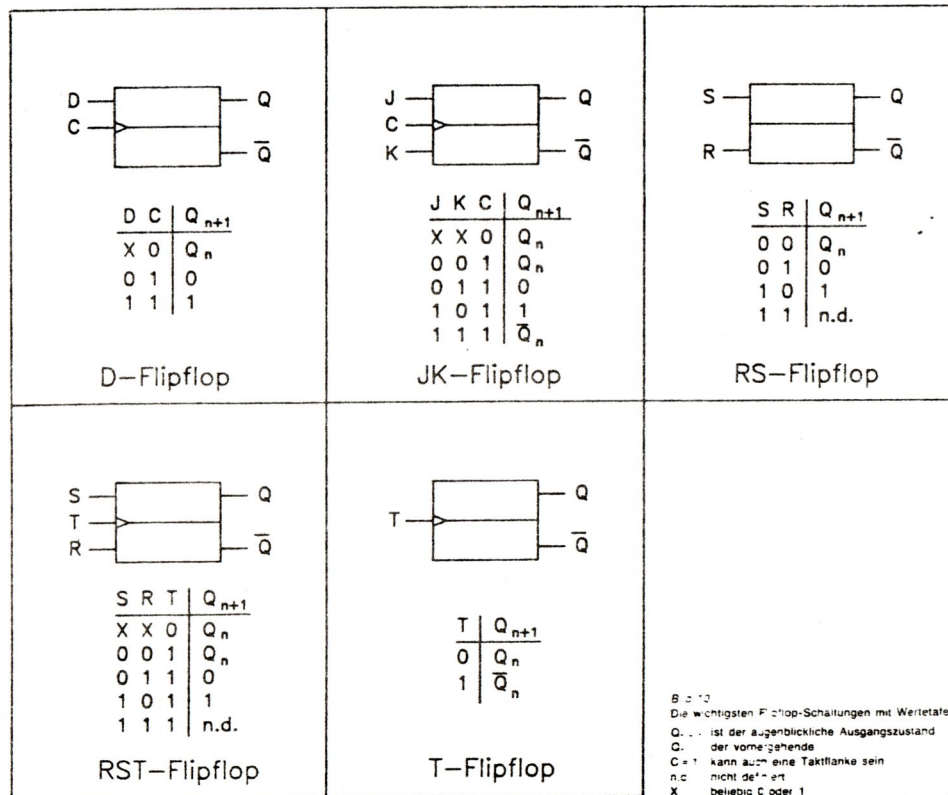 D Q
C
Q̅
D C Q n+1
X 0 Q n
0 1 0
1 1 1
D–Flipflop
J Q
C
K Q̅
J K C Q n+1
X X 0 Q n
0 0 1 Q n
0 1 1 0
1 0 1 1
1 1 1 Q̅ n
JK–Flipflop
S Q
R Q̅
S R Q n+1
0 0 Q n
0 1 0
1 0 1
1 1 n.d.
RS–Flipflop
S Q
T
R Q̅
S R T Q n+1
X X 0 Q n
0 0 1 Q n
0 1 1 0
1 0 1 1
1 1 1 n.d.
RST–Flipflop
Q
T
Q̅
T Q n+1
0 Q n
1 Q̅ n
T–Flipflop
Die wichtigsten Flipflop-Schaltungen mit Wertetafe
ist der augenblickliche Ausgangszustand
der vorhergehende
C = 1 kann auch eine Taktflanke sein
nicht definiert
X beliebig 0 oder 1